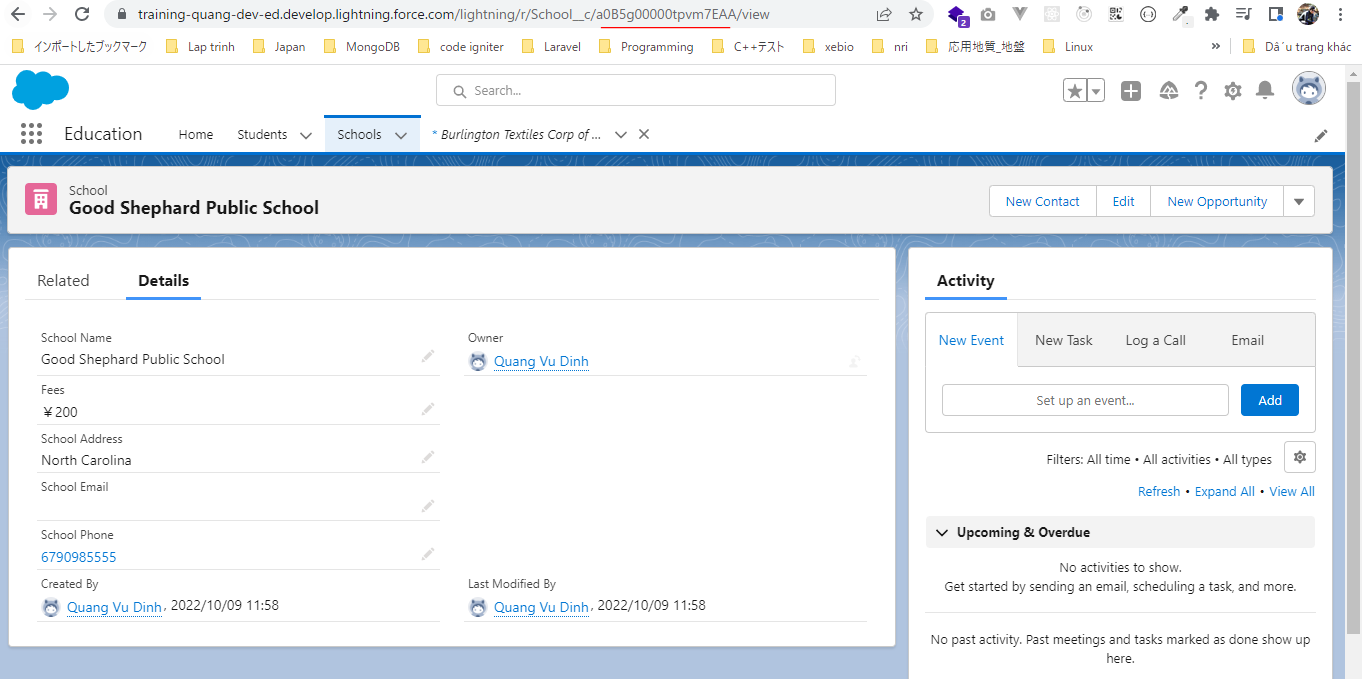 training-quang-dev-ed.develop.lightning.force.com/lightning/r/School__c/a0B5g00000tpvm7EAA/view
2
インポートしたブックマーク Lap trinh Japan MongoDB code igniter Laravel Programming C++テスト xebio nri 応用地質_地盤 Linux » Dấu trang khác
Search...
Education Home Students Schools * Burlington Textiles Corp of ...
School
Good Shephard Public School
New Contact Edit New Opportunity
Related Details
School Name
Good Shephard Public School
Owner
Quang Vu Dinh
Fees
￥200
School Address
North Carolina
School Email
School Phone
6790985555
Created By
Quang Vu Dinh, 2022/10/09 11:58
Last Modified By
Quang Vu Dinh, 2022/10/09 11:58
Activity
New Event New Task Log a Call Email
Set up an event... Add
Filters: All time • All activities • All types
Refresh • Expand All • View All
Upcoming & Overdue
No activities to show.
Get started by sending an email, scheduling a task, and more.
No past activity. Past meetings and tasks marked as done show up
here.